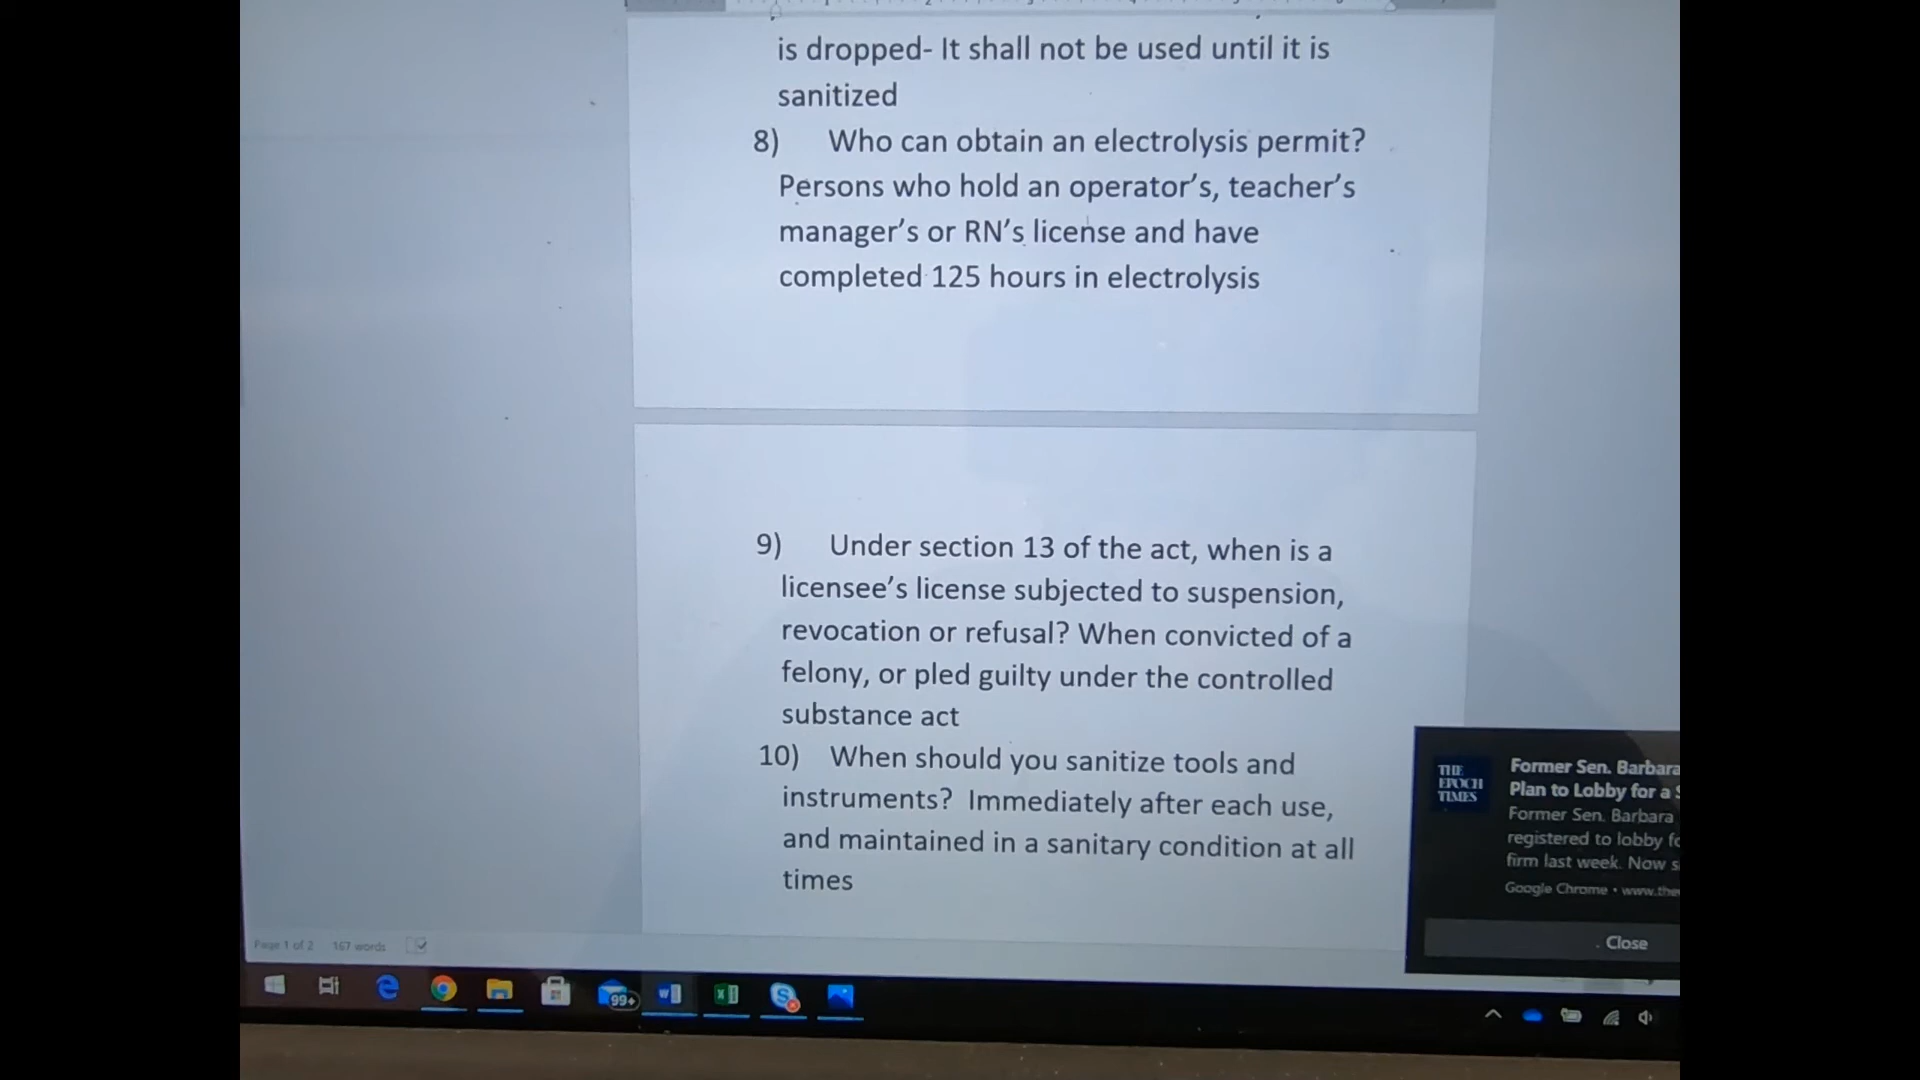 is dropped- It shall not be used until it is
sanitized
8) Who can obtain an electrolysis permit?
Persons who hold an operator’s, teacher’s
manager’s or RN’s license and have
completed 125 hours in electrolysis
9) Under section 13 of the act, when is a
licensee’s license subjected to suspension,
revocation or refusal? When convicted of a
felony, or pled guilty under the controlled
substance act
10) When should you sanitize tools and
instruments? Immediately after each use,
and maintained in a sanitary condition at all
times
THE
EPOCH
TIMES
Former Sen. Barbara
Plan to Lobby for a
Former Sen. Barbara
registered to lobby
firm last week. Now
Google Chrome • www.the
Close
Page 1 of 2 167 words
99+